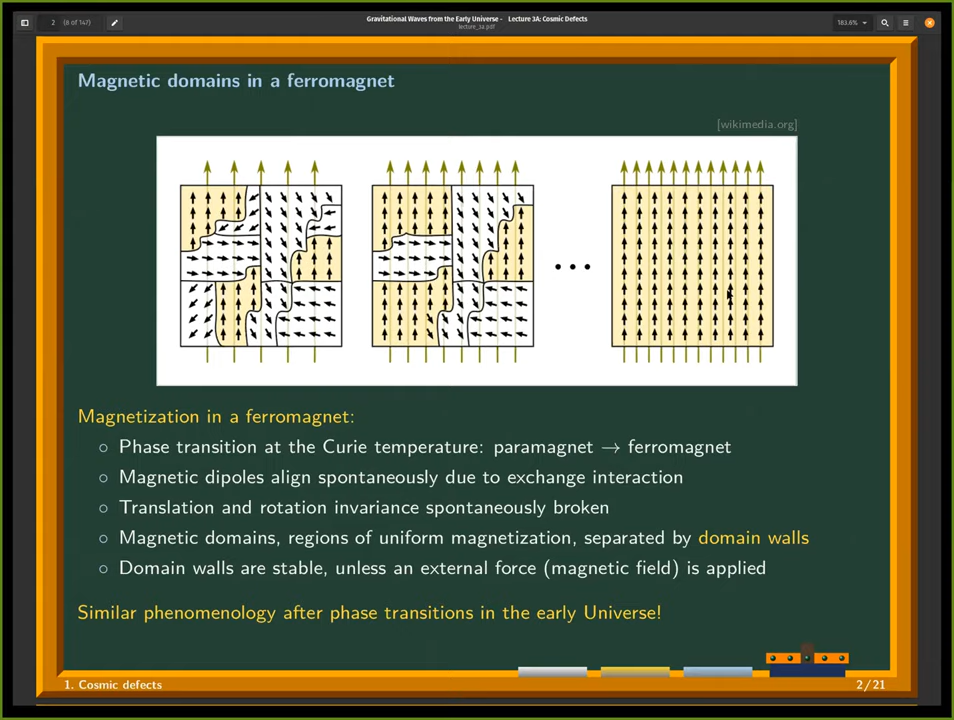 Gravitational Waves from the Early Universe - Lecture 3A: Cosmic Defects
lecture_3a.pdf
2 (8 of 147)
183.6%
Magnetic domains in a ferromagnet
[wikimedia.org]
Magnetization in a ferromagnet:
Phase transition at the Curie temperature: paramagnet → ferromagnet
Magnetic dipoles align spontaneously due to exchange interaction
Translation and rotation invariance spontaneously broken
Magnetic domains, regions of uniform magnetization, separated by domain walls
Domain walls are stable, unless an external force (magnetic field) is applied
Similar phenomenology after phase transitions in the early Universe!
1. Cosmic defects
2/21